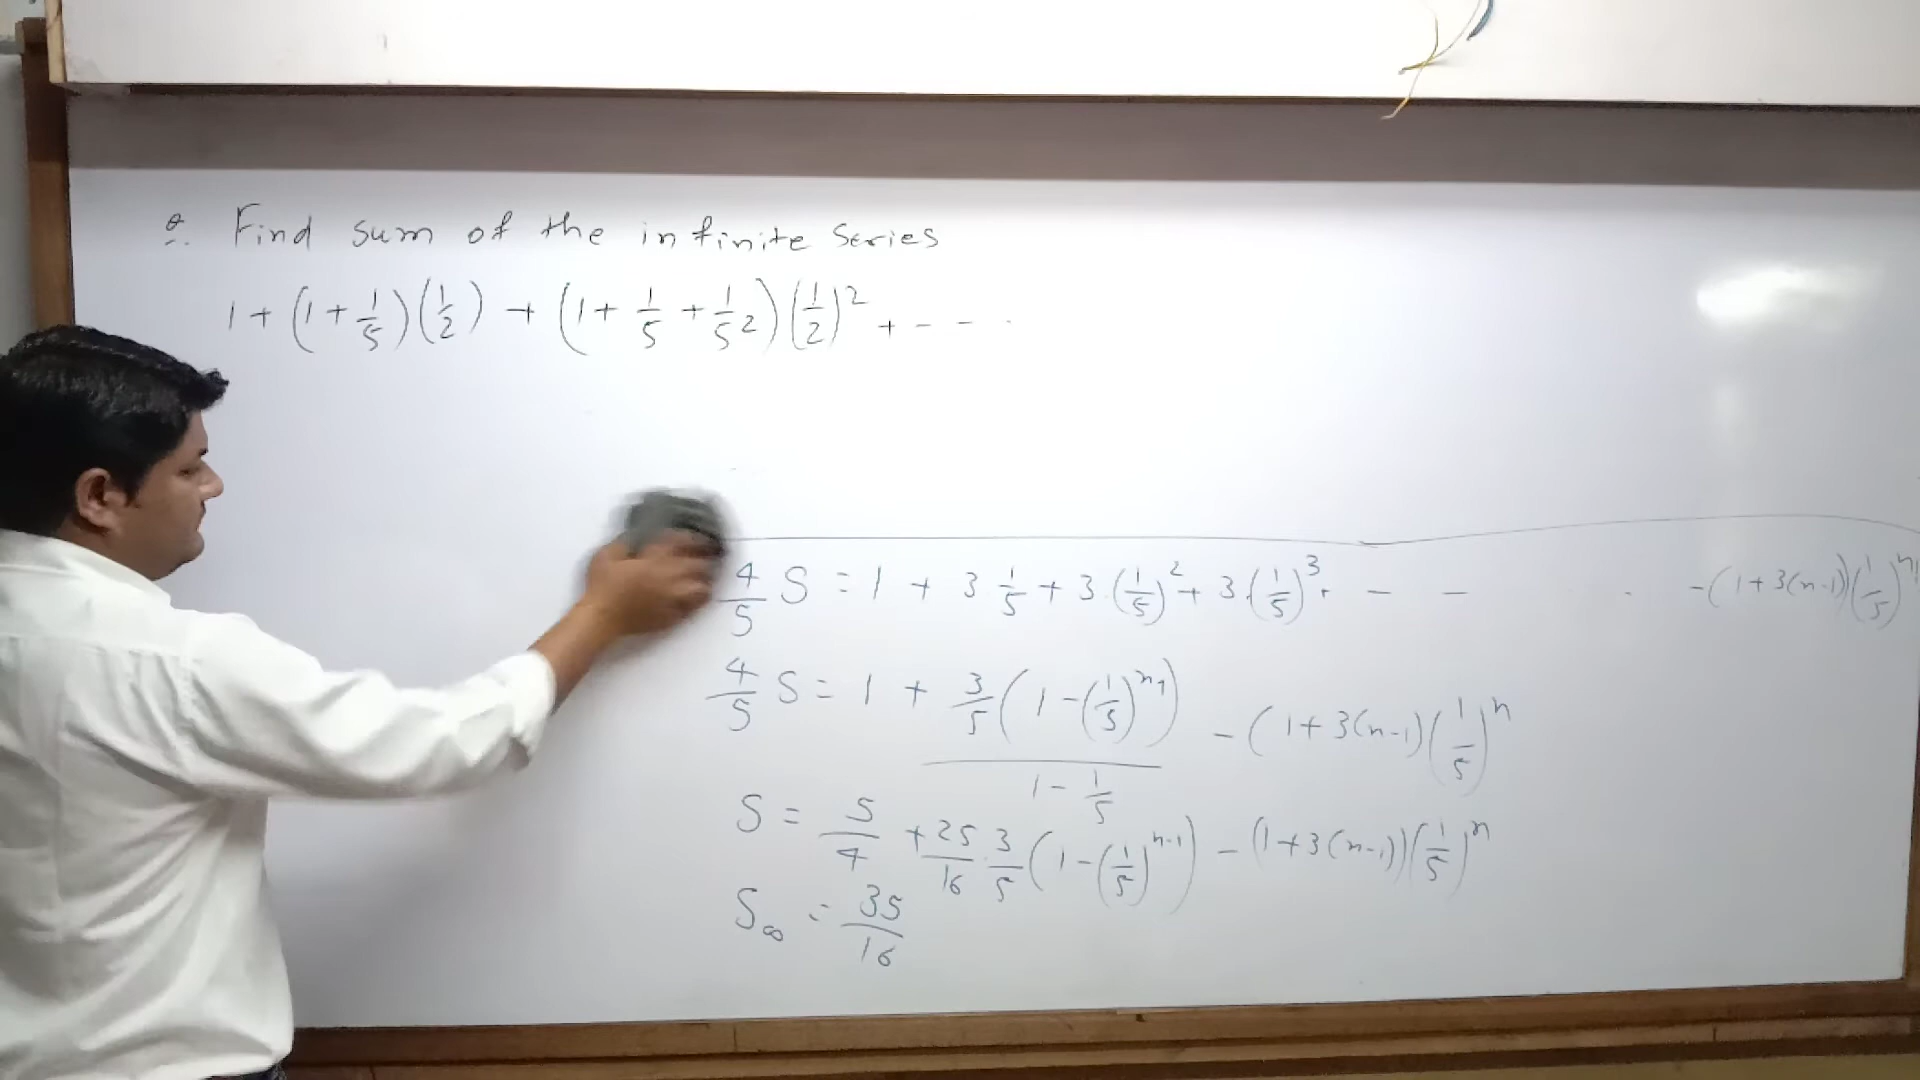 Q. Find sum of the infinite series
1 + (1 + 1/5)(1/2) + (1 + 1/5 + 1/5²)(1/2)² + - - .
4/5 S = 1 + 3 1/5 + 3.(1/5)² + 3.(1/5)³ + - - . -(1+3(n-1))(1/5)ⁿ
4/5 S = 1 + 3/5(1-(1/5)ⁿ⁻¹) / 1 - 1/5 - (1+3(n-1)(1/5)ⁿ
S = 5/4 + 25/16 . 3/5 (1-(1/5)ⁿ⁻¹) - (1+3(n-1))(1/5)ⁿ
S∞ = 35/16